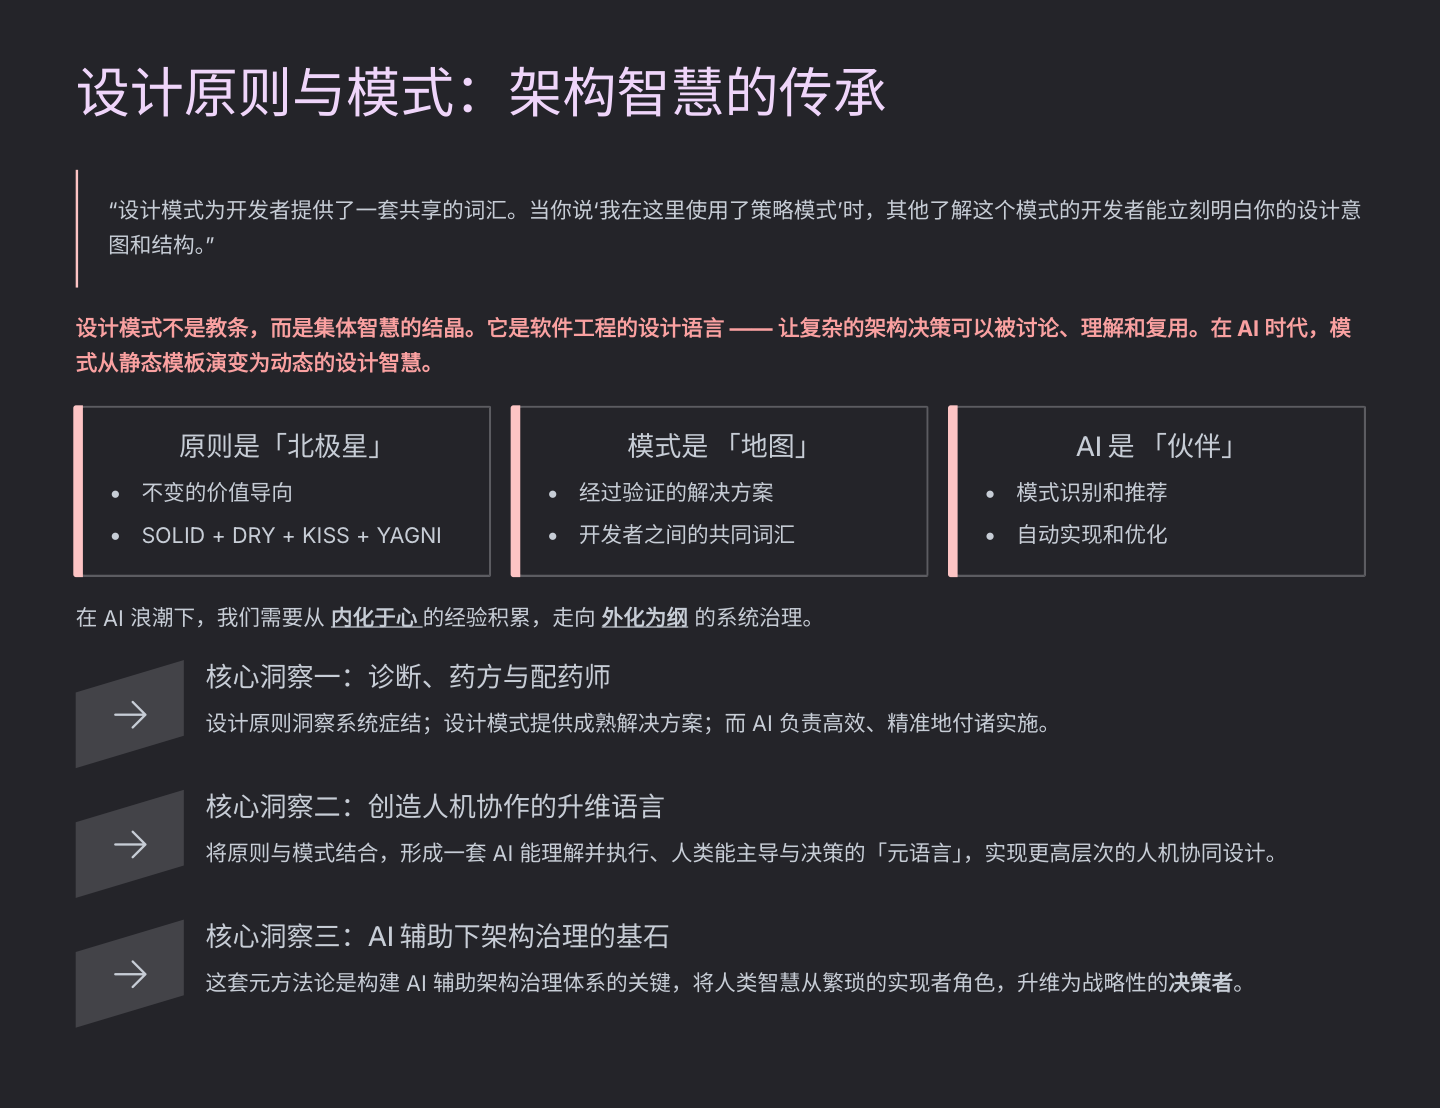 设计原则与模式：架构智慧的传承
“设计模式为开发者提供了一套共享的词汇。当你说‘我在这里使用了策略模式’时，其他了解这个模式的开发者能立刻明白你的设计意
图和结构。”
设计模式不是教条，而是集体智慧的结晶。它是软件工程的设计语言 —— 让复杂的架构决策可以被讨论、理解和复用。在 AI 时代，模
式从静态模板演变为动态的设计智慧。
原则是「北极星」
• 不变的价值导向
• SOLID + DRY + KISS + YAGNI
模式是 「地图」
• 经过验证的解决方案
• 开发者之间的共同词汇
AI 是 「伙伴」
• 模式识别和推荐
• 自动实现和优化
在 AI 浪潮下，我们需要从 内化于心 的经验积累，走向 外化为纲 的系统治理。
核心洞察一：诊断、药方与配药师
设计原则洞察系统症结；设计模式提供成熟解决方案；而 AI 负责高效、精准地付诸实施。
核心洞察二：创造人机协作的升维语言
将原则与模式结合，形成一套 AI 能理解并执行、人类能主导与决策的「元语言」，实现更高层次的人机协同设计。
核心洞察三：AI 辅助下架构治理的基石
这套元方法论是构建 AI 辅助架构治理体系的关键，将人类智慧从繁琐的实现者角色，升维为战略性的决策者。